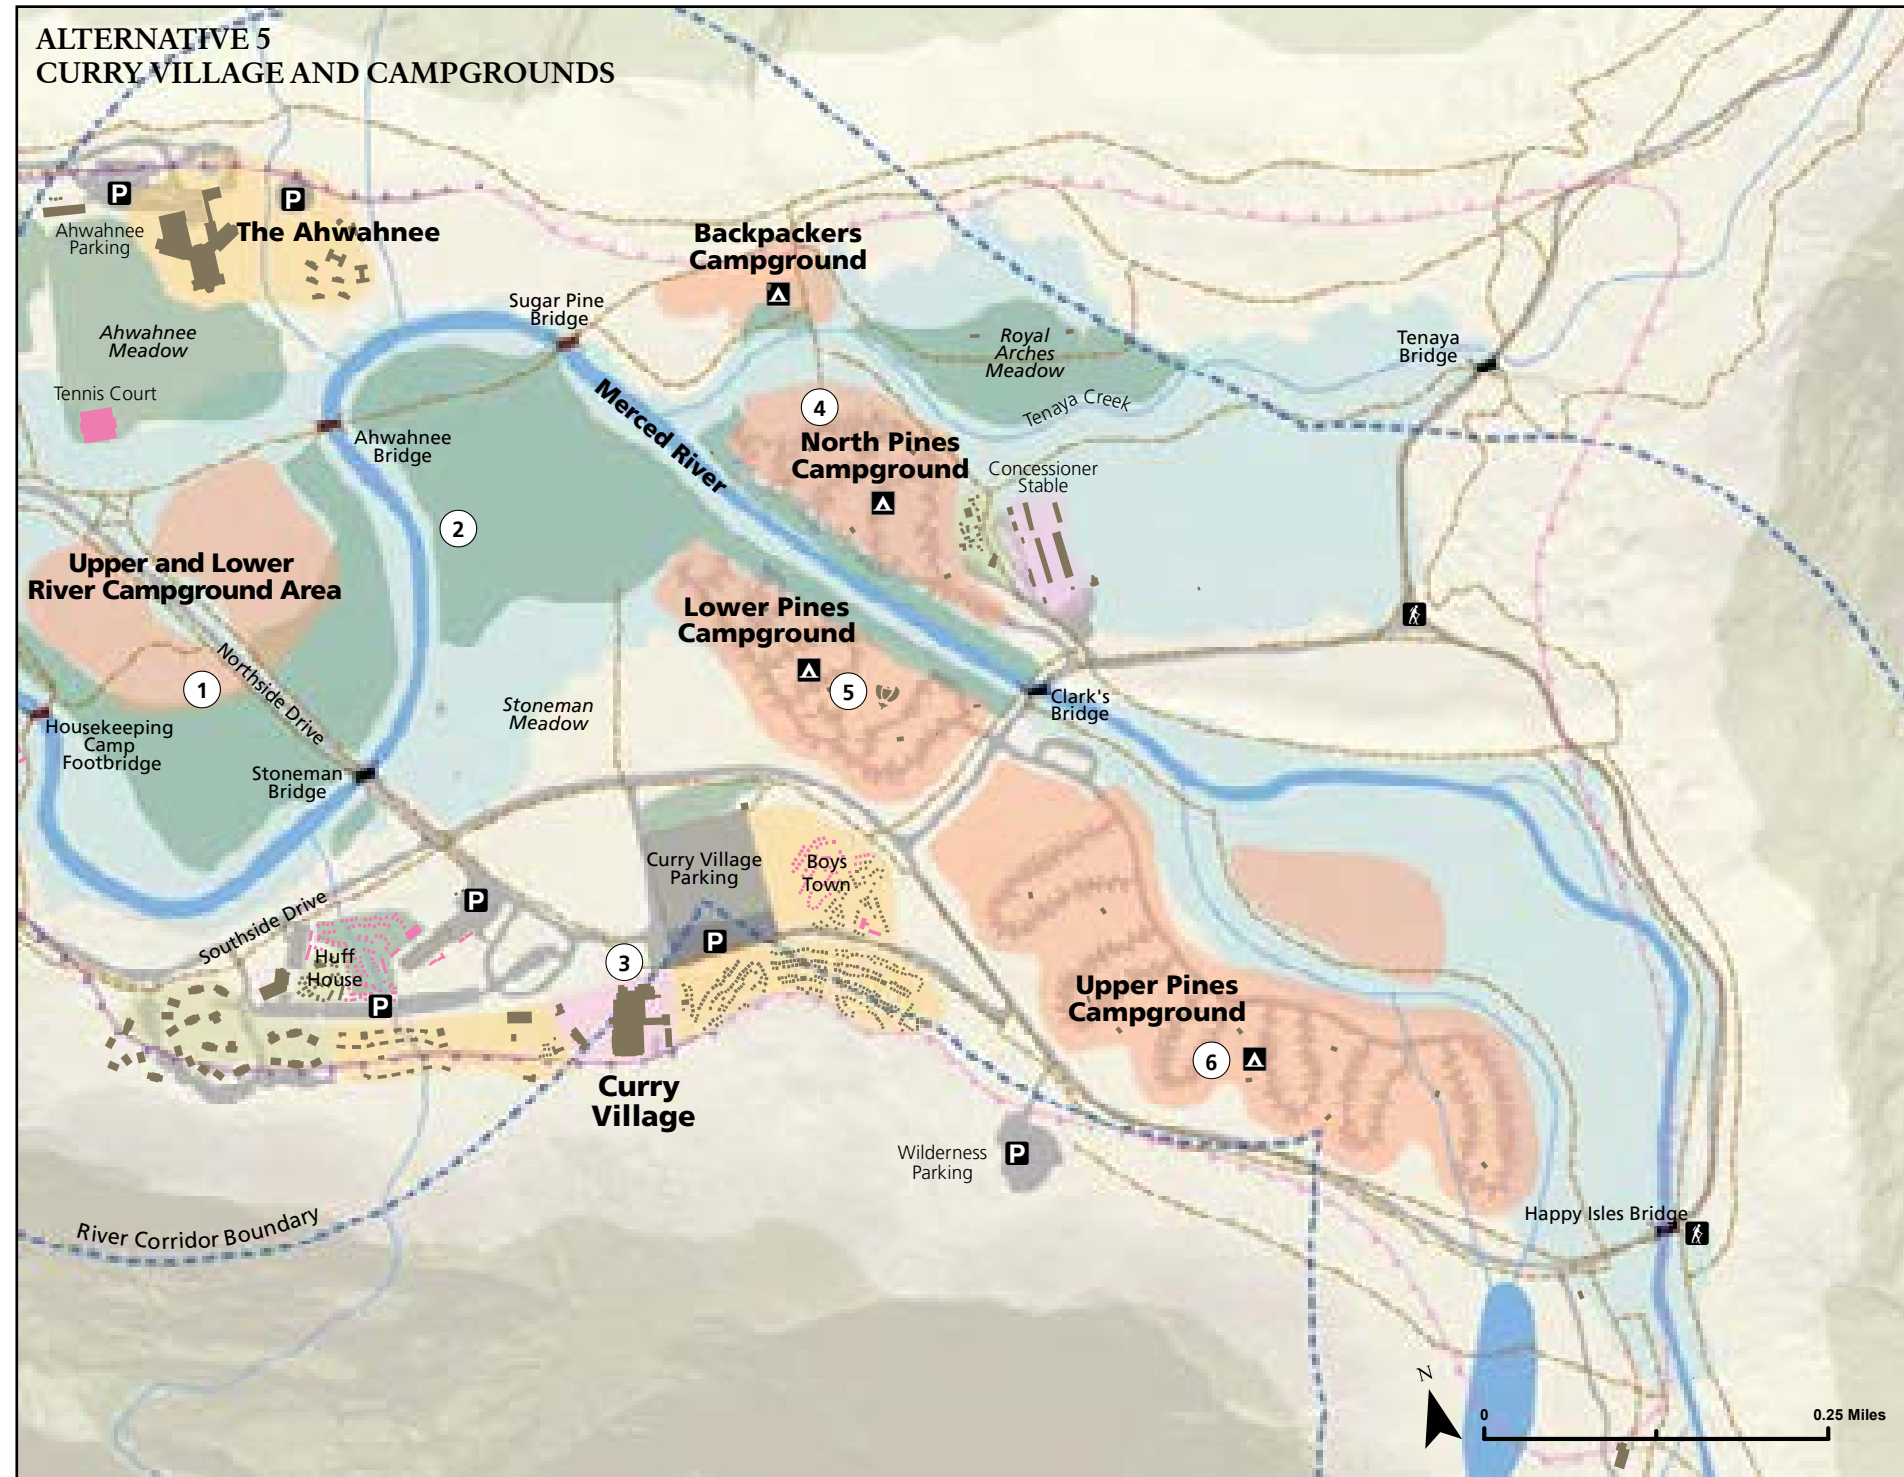 ALTERNATIVE 5
CURRY VILLAGE AND CAMPGROUNDS
P
P
Ahwahnee
Parking
The Ahwahnee
Backpackers
Campground
Sugar Pine
Bridge
Ahwahnee
Meadow
Royal
Arches
Meadow
Tenaya
Bridge
Tennis Court
Merced River
4
Tenaya Creek
Ahwahnee
Bridge
North Pines
Campground
Concessioner
Stable
2
Upper and Lower
River Campground Area
Lower Pines
Campground
1
Northside Drive
5
Stoneman
Meadow
Clark's
Bridge
Housekeeping
Camp
Footbridge
Stoneman
Bridge
Curry Village
Parking
Boys
Town
P
Southside Drive
P
3
Huff
House
P
Upper Pines
Campground
6
Curry
Village
Wilderness
Parking
P
River Corridor Boundary
Happy Isles Bridge
N
0
0.25 Miles